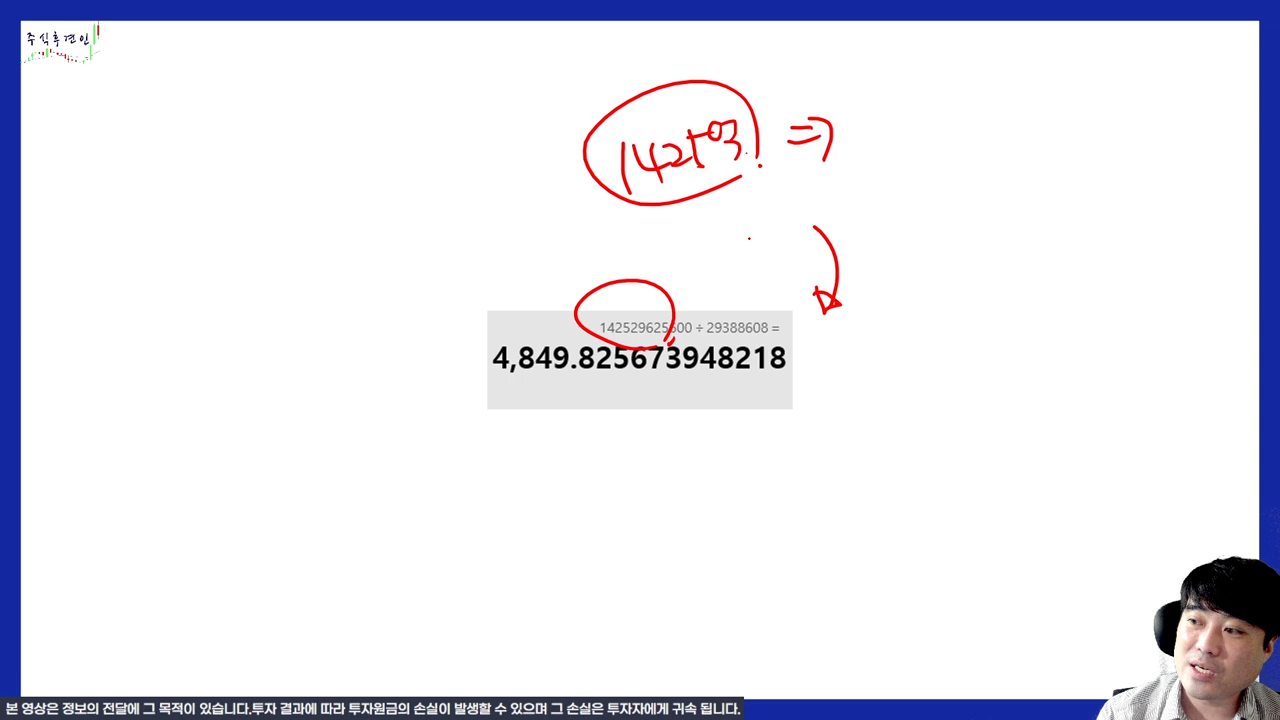 주식후견인
1425억 !. ⇒
142529625600 ÷ 29388608 =
4,849.825673948218
본 영상은 정보의 전달에 그 목적이 있습니다.투자 결과에 따라 투자원금의 손실이 발생할 수 있으며 그 손실은 투자자에게 귀속 됩니다.